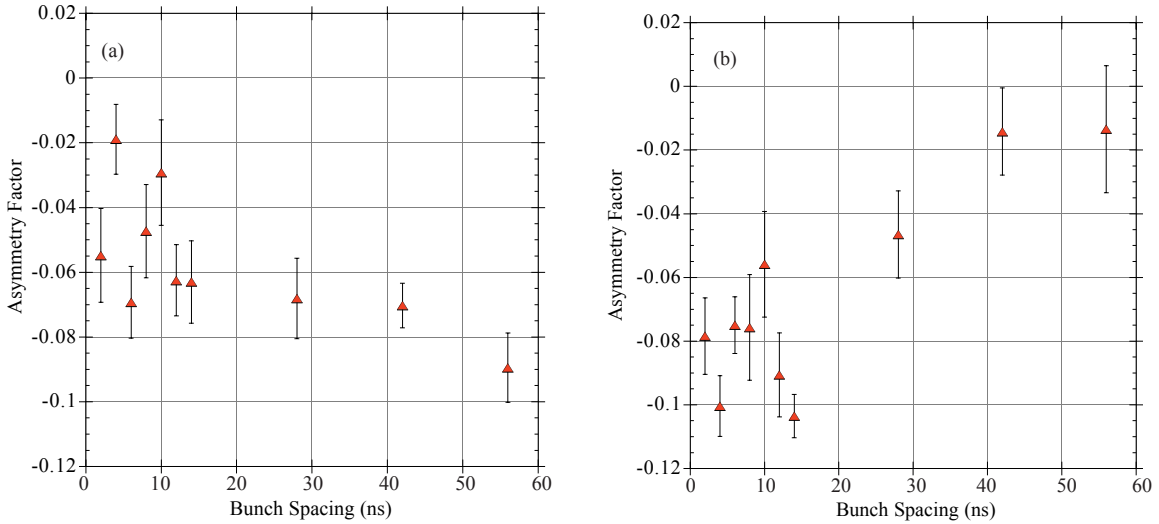 0.02
(a)
0
-0.02
-0.04
-0.06
-0.08
-0.1
-0.12
Asymmetry Factor
0 10 20 30 40 50 60
Bunch Spacing (ns)
0.02
(b)
0
-0.02
-0.04
-0.06
-0.08
-0.1
-0.12
Asymmetry Factor
0 10 20 30 40 50 60
Bunch Spacing (ns)